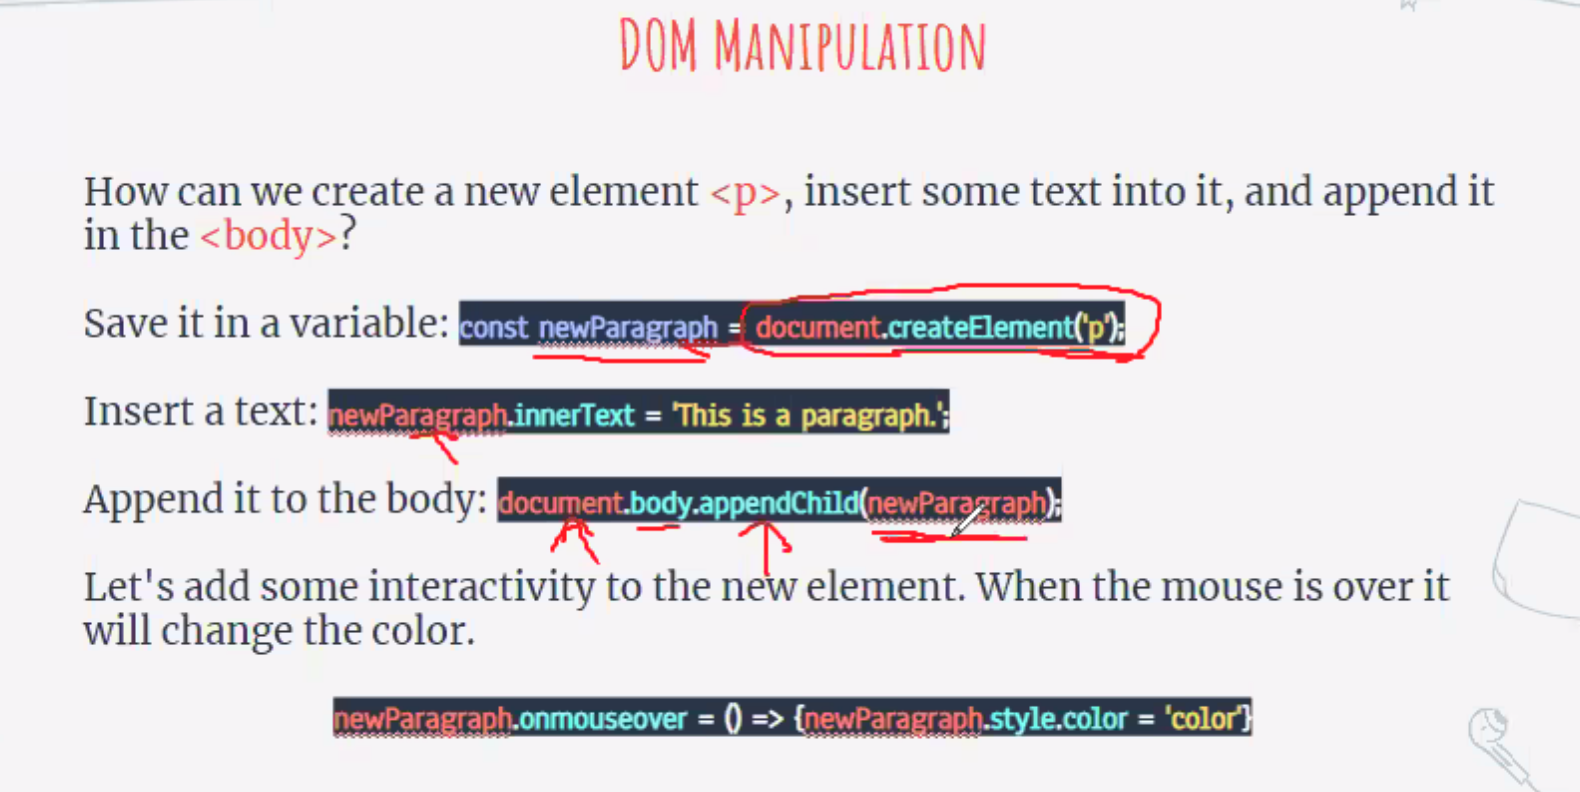 DOM MANIPULATION
How can we create a new element <p>, insert some text into it, and append it
in the <body>?
Save it in a variable: const newParagraph = document.createElement('p');
Insert a text: newParagraph.innerText = 'This is a paragraph.';
Append it to the body: document.body.appendChild(newParagraph);
Let's add some interactivity to the new element. When the mouse is over it
will change the color.
newParagraph.onmouseover = () => {newParagraph.style.color = 'color'}